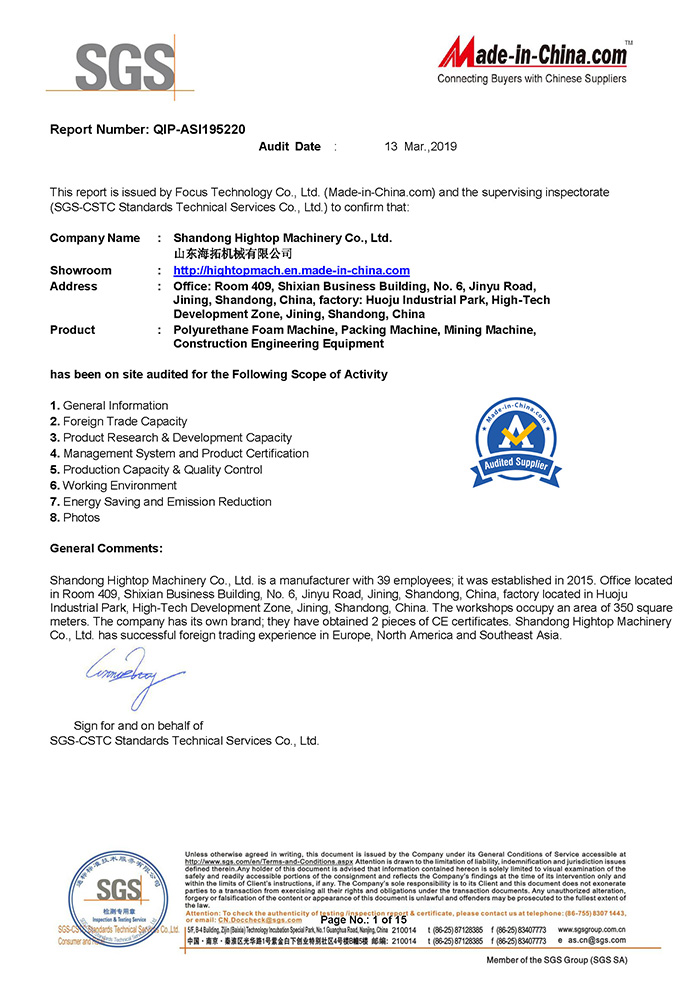 SGS
Made-in-China.com™
Connecting Buyers with Chinese Suppliers
Report Number: QIP-ASI195220
Audit Date : 13 Mar.,2019
This report is issued by Focus Technology Co., Ltd. (Made-in-China.com) and the supervising inspectorate
(SGS-CSTC Standards Technical Services Co., Ltd.) to confirm that:
Company Name : Shandong Hightop Machinery Co., Ltd.
山东海拓机械有限公司
Showroom : http://hightopmach.en.made-in-china.com
Address : Office: Room 409, Shixian Business Building, No. 6, Jinyu Road,
Jining, Shandong, China, factory: Huoju Industrial Park, High-Tech
Development Zone, Jining, Shandong, China
Product : Polyurethane Foam Machine, Packing Machine, Mining Machine,
Construction Engineering Equipment
has been on site audited for the Following Scope of Activity
1. General Information
2. Foreign Trade Capacity
3. Product Research & Development Capacity
4. Management System and Product Certification
5. Production Capacity & Quality Control
6. Working Environment
7. Energy Saving and Emission Reduction
8. Photos
Made-in-China.com
A
Audited Supplier
General Comments:
Shandong Hightop Machinery Co., Ltd. is a manufacturer with 39 employees; it was established in 2015. Office located
in Room 409, Shixian Business Building, No. 6, Jinyu Road, Jining, Shandong, China, factory located in Huoju
Industrial Park, High-Tech Development Zone, Jining, Shandong, China. The workshops occupy an area of 350 square
meters. The company has its own brand; they have obtained 2 pieces of CE certificates. Shandong Hightop Machinery
Co., Ltd. has successful foreign trading experience in Europe, North America and Southeast Asia.
Sign for and on behalf of
SGS-CSTC Standards Technical Services Co., Ltd.
SGS
检测专用章
Inspection & Testing Service
SGS-CSTC Standards Technical Services Co., Ltd.
Unless otherwise agreed in writing, this document is issued by the Company under its General Conditions of Service accessible at
http://www.sgs.com/en/Terms-and-Conditions.aspx Attention is drawn to the limitation of liability, indemnification and jurisdiction issues
defined therein.Any holder of this document is advised that information contained hereon is solely limited to visual examination of the
safely and readily accessible portions of the consignment and reflects the Company's findings at the time of its intervention only and
within the limits of Client's instructions, if any. The Company's sole responsibility is to its Client and this document does not exonerate
parties to a transaction from exercising all their rights and obligations under the transaction documents. Any unauthorized alteration,
forgery or falsification of the content or appearance of this document is unlawful and offenders may be prosecuted to the fullest extent of
the law.
Attention: To check the authenticity of testing /inspection report & certificate, please contact us at telephone: (86-755) 8307 1443,
or email: CN.Doccheck@sgs.com
Page No.: 1 of 15
5/F, B-4 Building, Zijin (Baixia) Technology Incubation Special Park, No.1 Guanghua Road, Nanjing, China 210014 t (86-25) 87128385 f (86-25) 83407773 www.sgsgroup.com.cn
中国·南京·秦淮区光华路1号紫金白下创业特别社区4号楼B幢5楼 邮编: 210014 t (86-25) 87128385 f (86-25) 83407773 e as.cn@sgs.com
Member of the SGS Group (SGS SA)